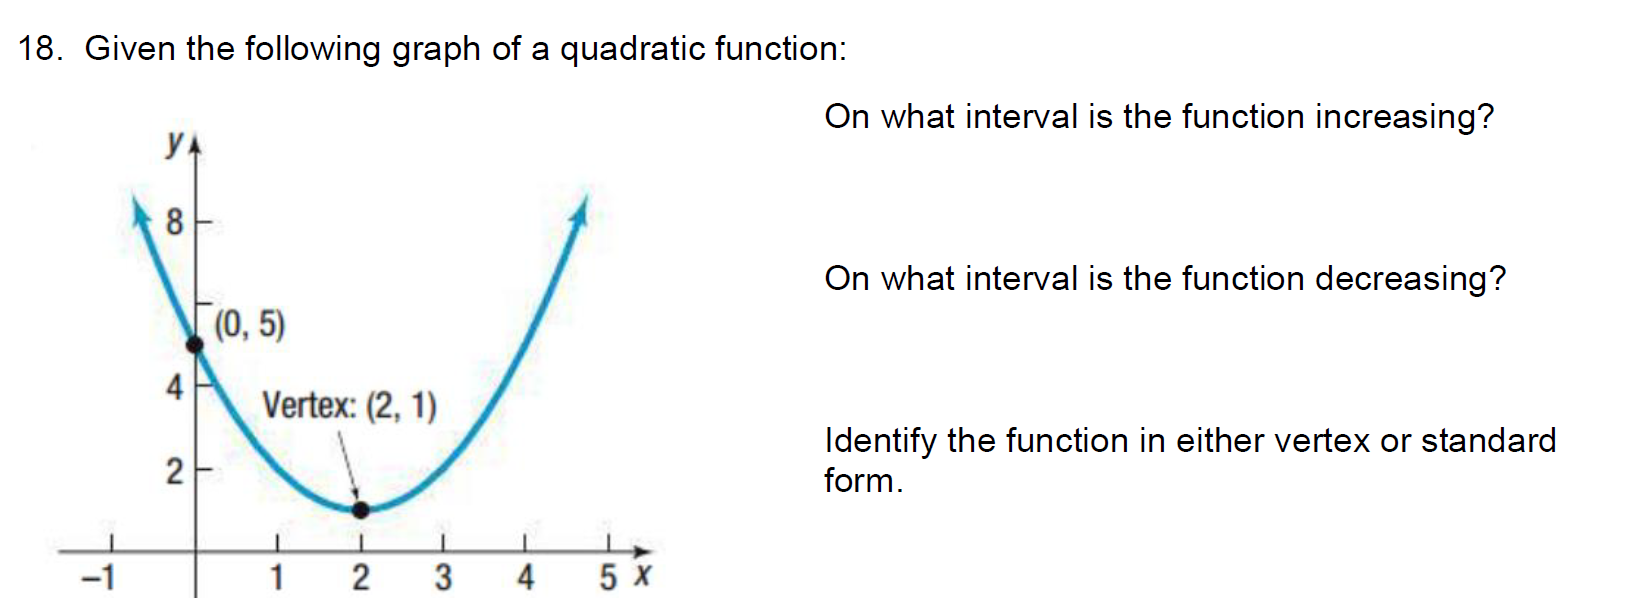 18. Given the following graph of a quadratic function:
On what interval is the function increasing?
y
8
(0, 5)
On what interval is the function decreasing?
4
Vertex: (2, 1)
2
Identify the function in either vertex or standard
form.
−1 1 2 3 4 5 x